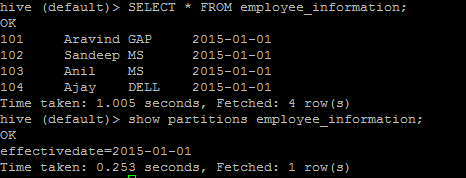 hive (default)> SELECT * FROM employee_information;
OK
101 Aravind GAP 2015-01-01
102 Sandeep MS 2015-01-01
103 Anil MS 2015-01-01
104 Ajay DELL 2015-01-01
Time taken: 1.005 seconds, Fetched: 4 row(s)
hive (default)> show partitions employee_information;
OK
effectivedate=2015-01-01
Time taken: 0.253 seconds, Fetched: 1 row(s)